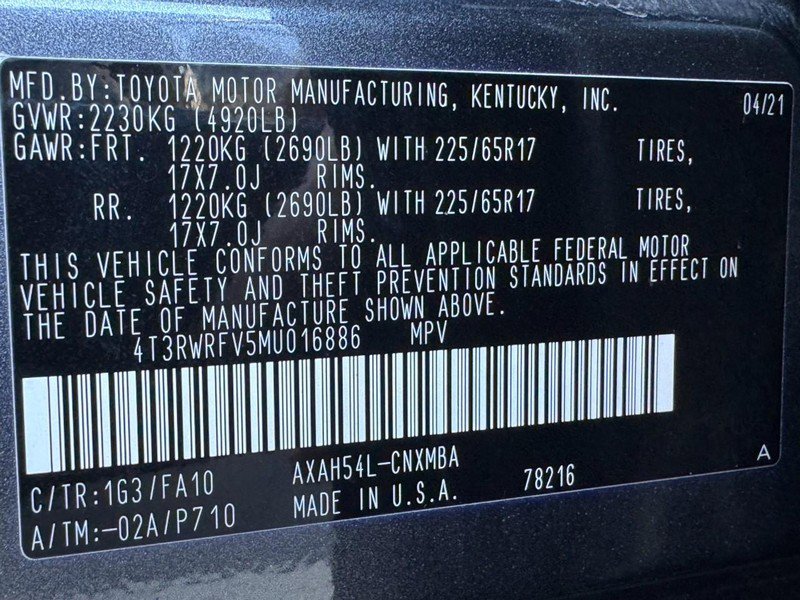 MFD.BY:TOYOTA MOTOR MANUFACTURING, KENTUCKY, INC. 04/21
GVWR:2230KG (4920LB)
GAWR:FRT. 1220KG (2690LB) WITH 225/65R17 TIRES,
17X7.0J RIMS.
RR. 1220KG (2690LB) WITH 225/65R17 TIRES,
17X7.0J RIMS.
THIS VEHICLE CONFORMS TO ALL APPLICABLE FEDERAL MOTOR
VEHICLE SAFETY AND THEFT PREVENTION STANDARDS IN EFFECT ON
THE DATE OF MANUFACTURE SHOWN ABOVE.
4T3RWRFV5MU016886 MPV
C/TR:1G3/FA10 AXAH54L-CNXMBA A
A/TM:-02A/P710 MADE IN U.S.A. 78216